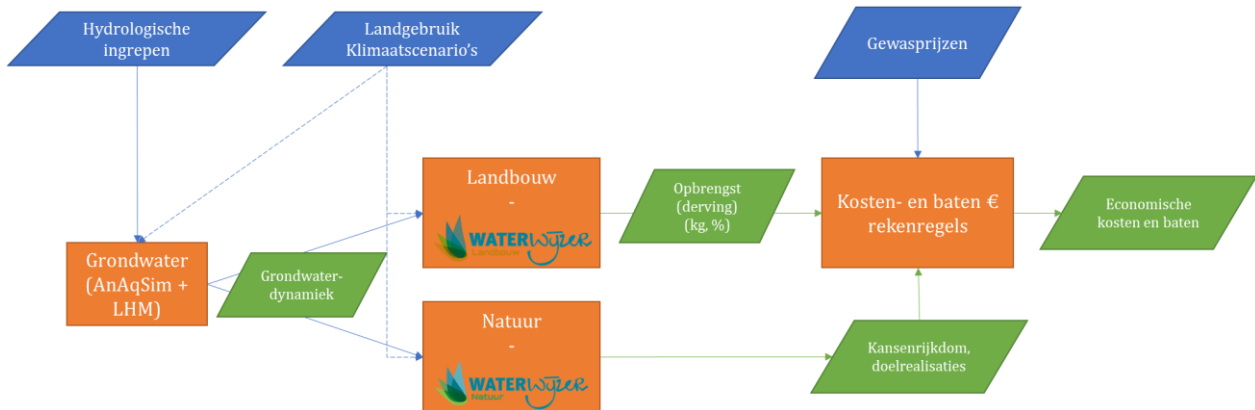 Hydrologische
ingrepen
Landgebruik
Klimaatscenario's
Gewasprijzen
Landbouw
-
WATERWijzer
Landbouw
Opbrengst
(derving)
(kg, %)
Kosten- en baten €
rekenregels
Economische
kosten en baten
Grondwater
(AnAqSim +
LHM)
Grondwater-
dynamiek
Natuur
-
WATERWijzer
Natuur
Kansenrijkdom,
doelrealisaties